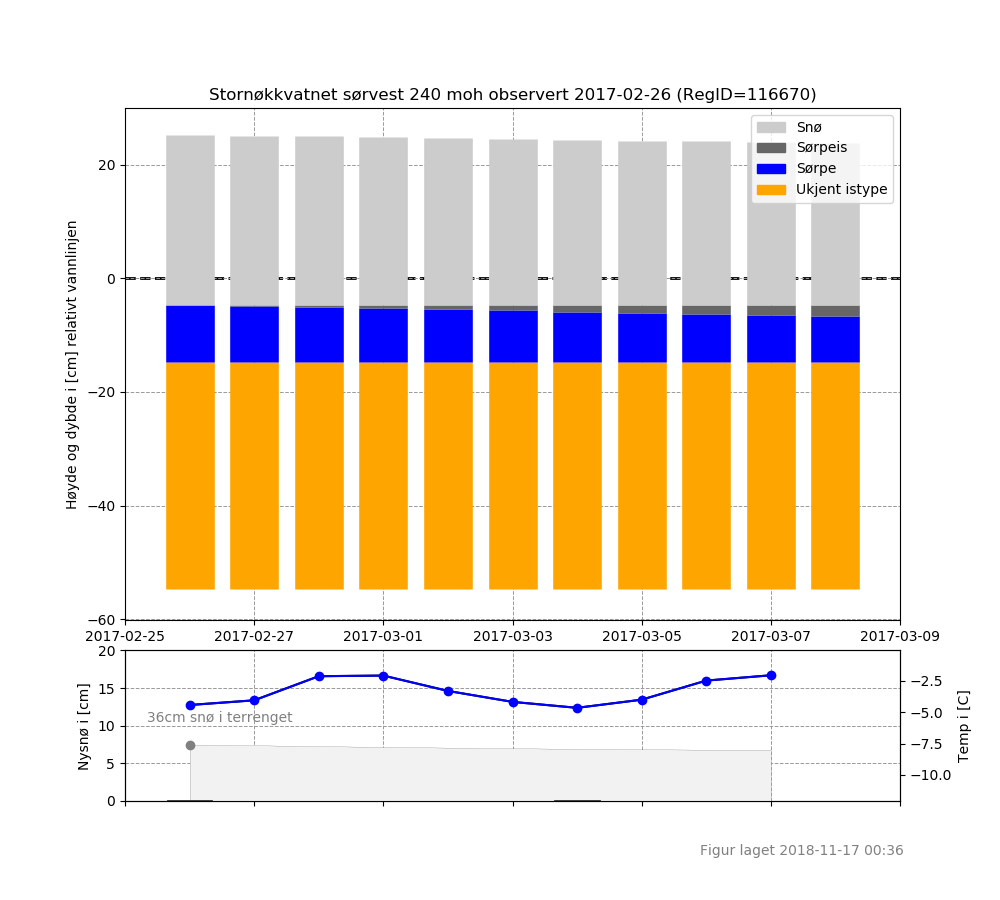 Stornøkkvatnet sørvest 240 moh observert 2017-02-26 (RegID=116670)
Snø
Sørpeis
Sørpe
Ukjent istype
Høyde og dybde i [cm] relativt vannlinjen
20
0
−20
−40
−60
2017-02-25
2017-02-27
2017-03-01
2017-03-03
2017-03-05
2017-03-07
2017-03-09
Nysnø i [cm]
20
15
10
5
0
36cm snø i terrenget
−2.5
−5.0
−7.5
−10.0
Temp i [C]
Figur laget 2018-11-17 00:36